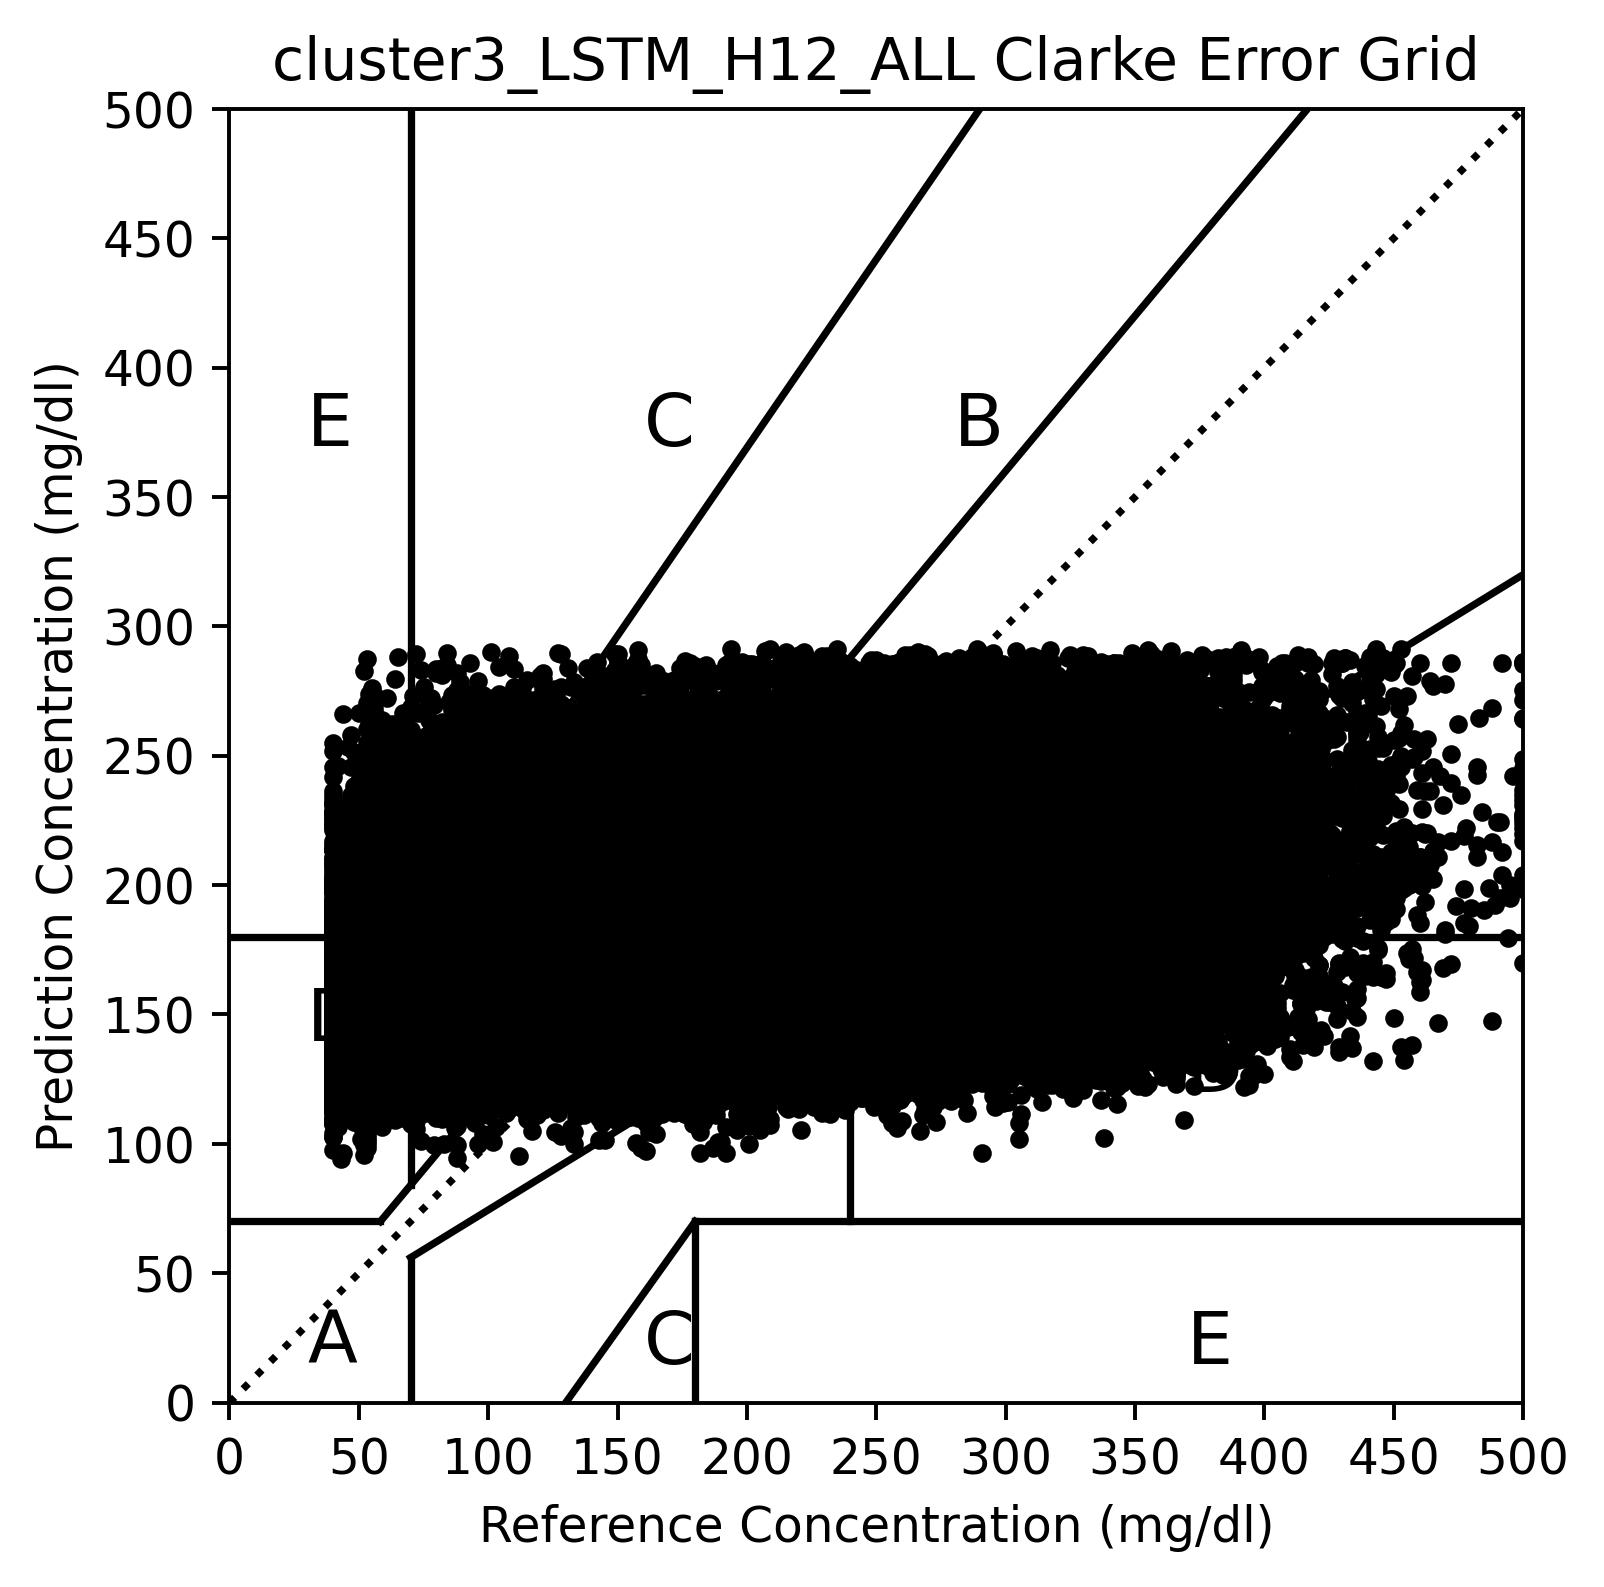 cluster3_LSTM_H12_ALL Clarke Error Grid
500
450
400
350
300
250
200
150
100
50
0
Prediction Concentration (mg/dl)
E
C
B
A
C
E
0
50
100
150
200
250
300
350
400
450
500
Reference Concentration (mg/dl)